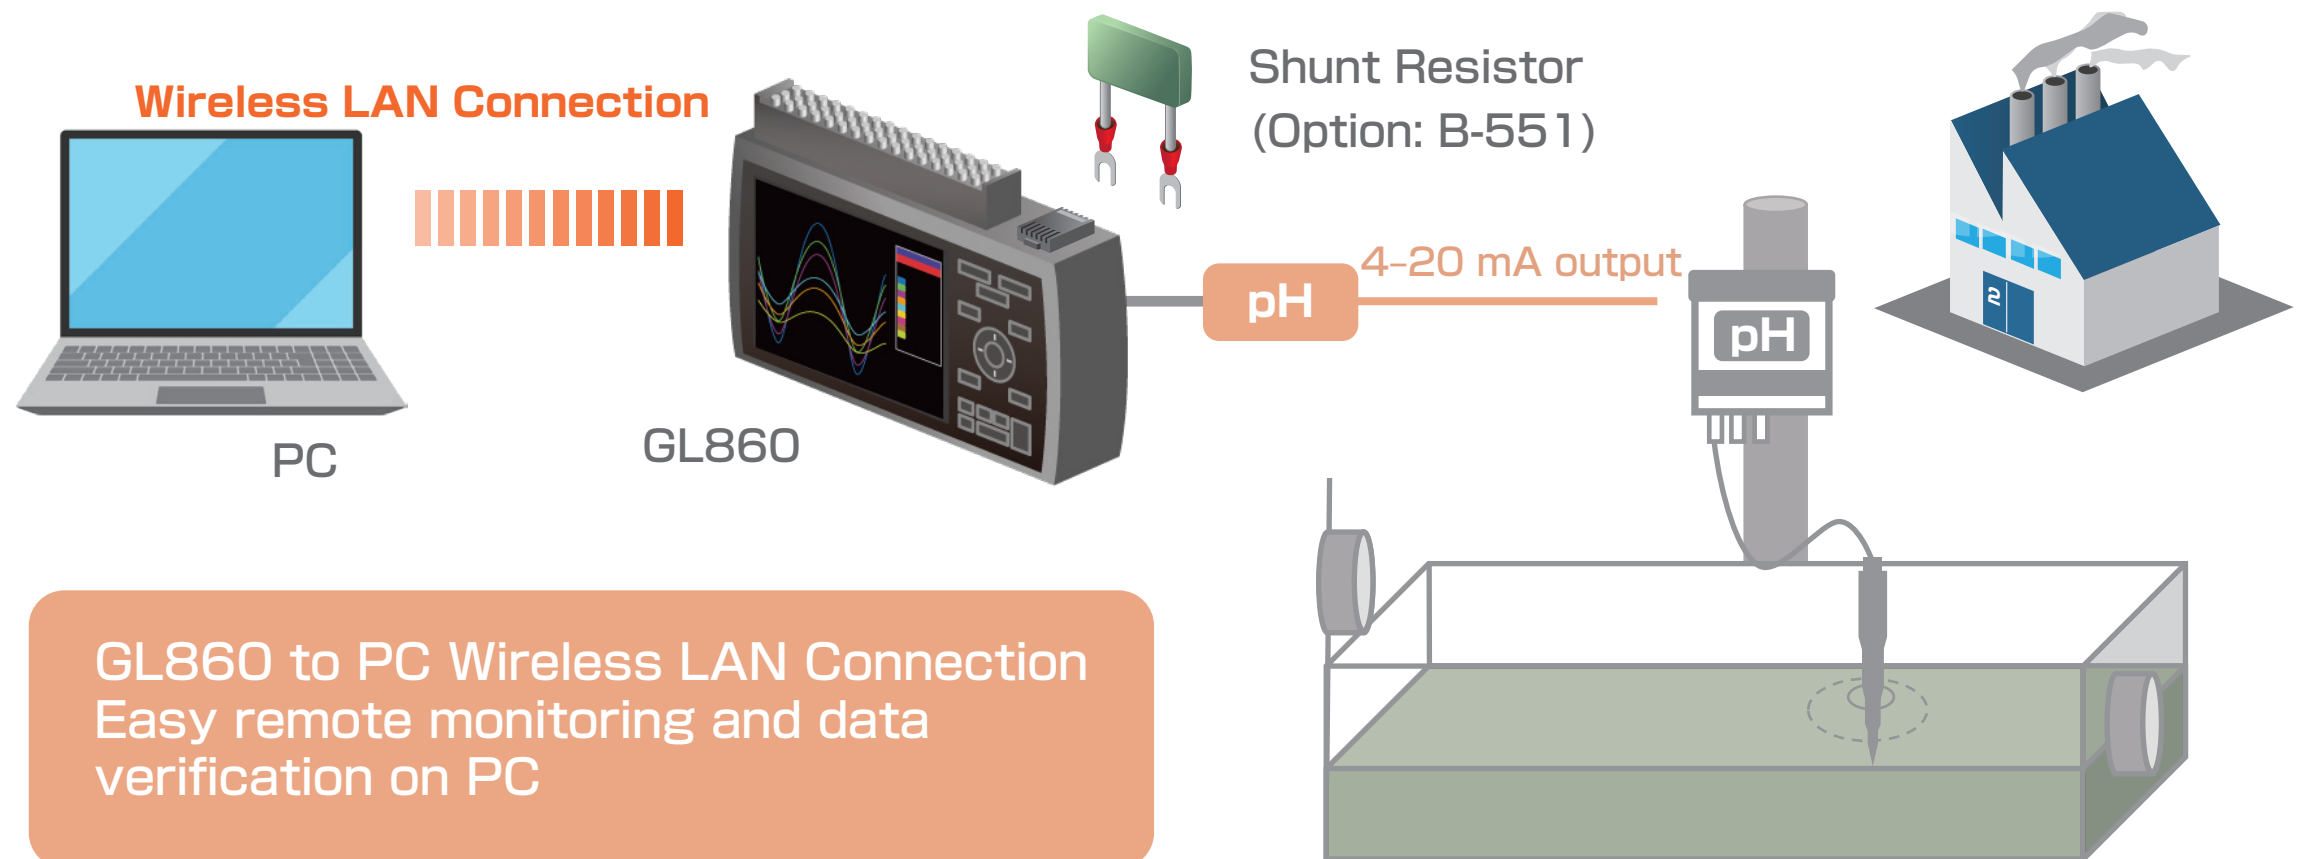 Wireless LAN Connection
Shunt Resistor
(Option: B-551)
4-20 mA output
pH
pH
PC
GL860
GL860 to PC Wireless LAN Connection
Easy remote monitoring and data
verification on PC